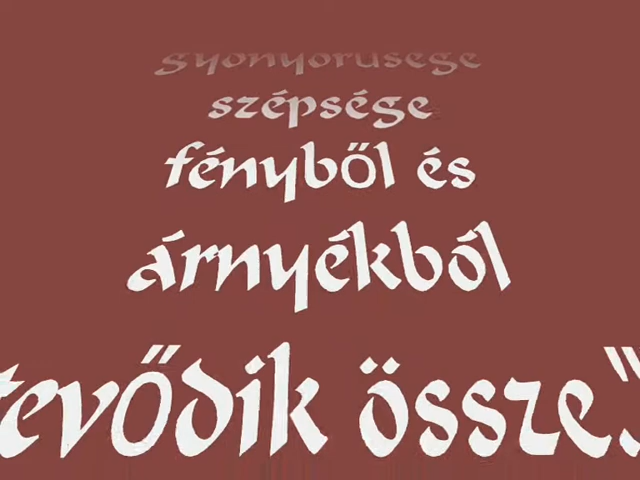 gyönyörűsége
szépsége
fényből és
árnyékból
tevődik össze."